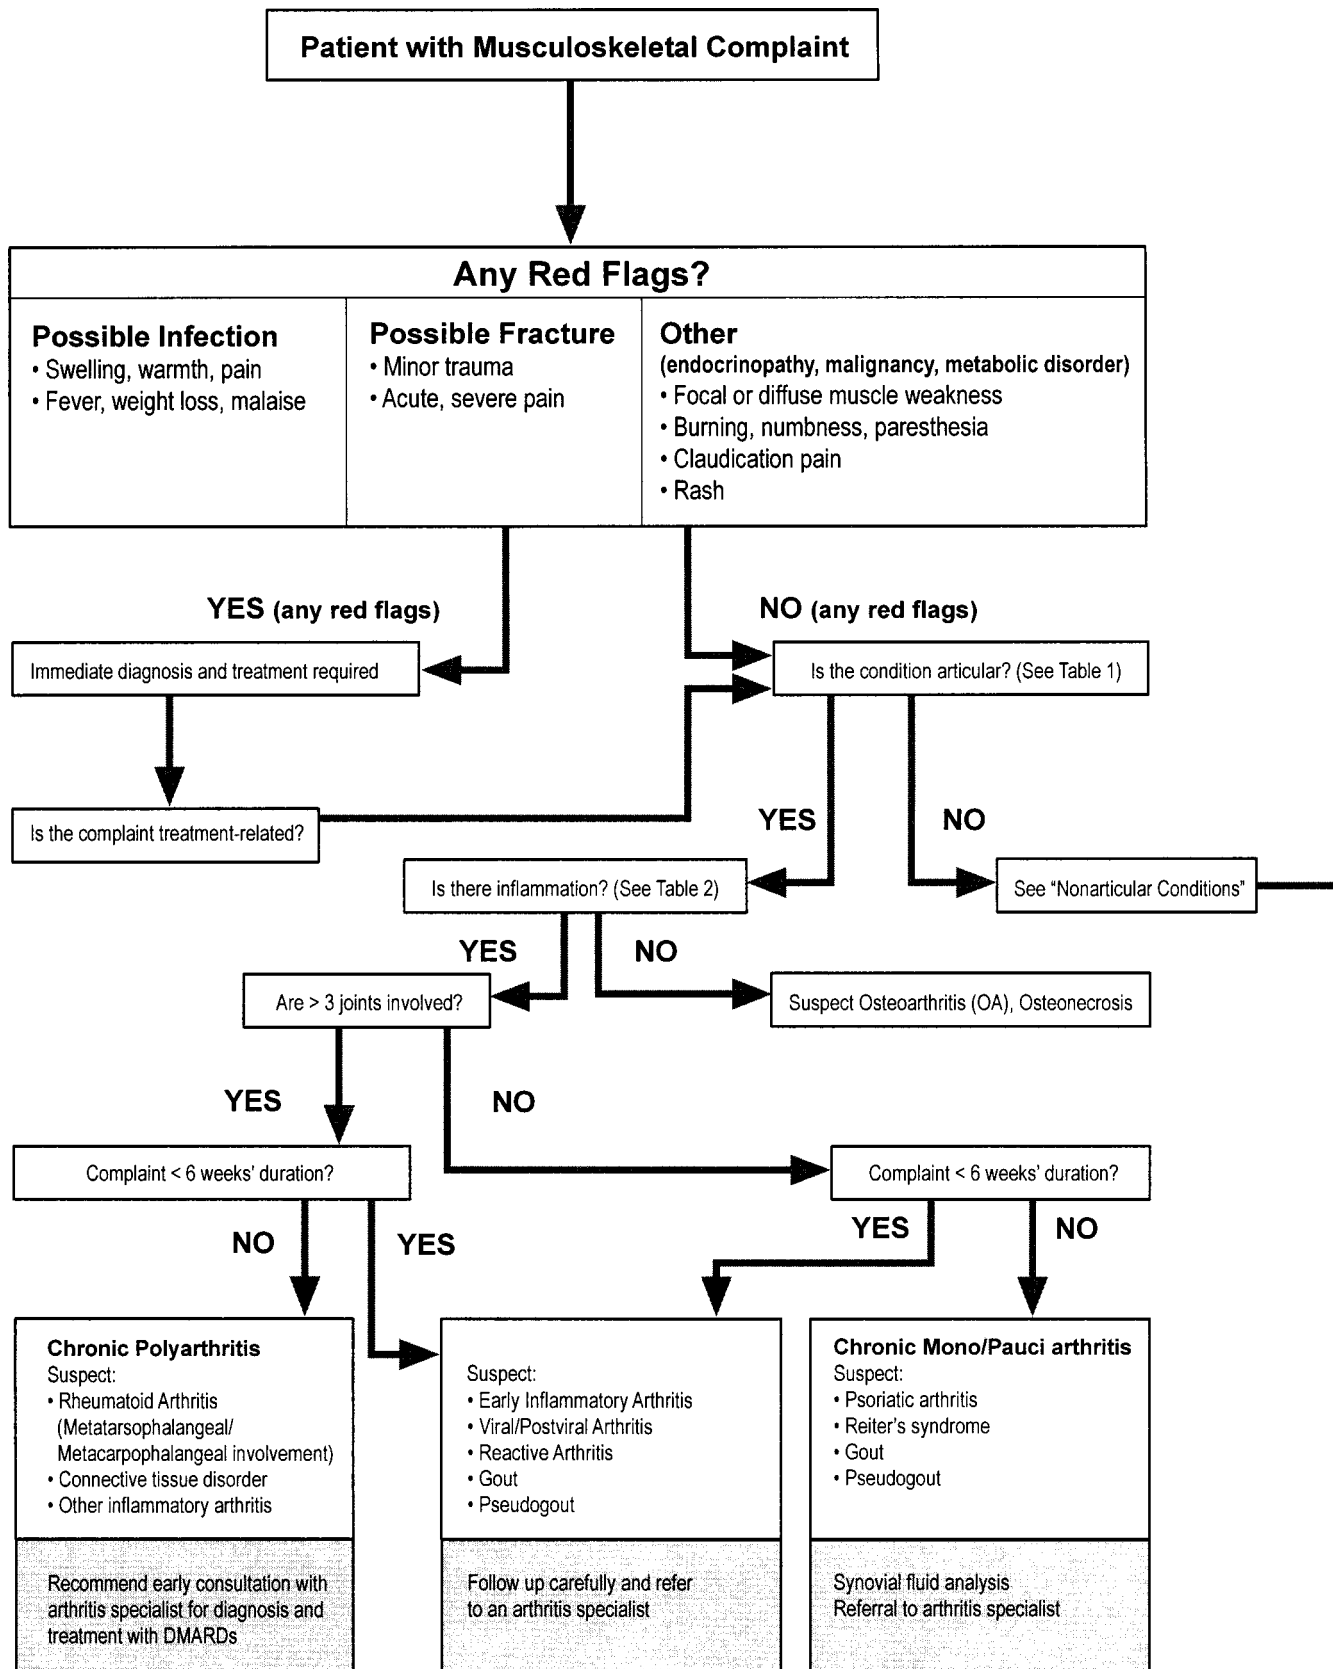 Patient with Musculoskeletal Complaint
Any Red Flags?
Possible Infection
• Swelling, warmth, pain
• Fever, weight loss, malaise
Possible Fracture
• Minor trauma
• Acute, severe pain
Other
(endocrinopathy, malignancy, metabolic disorder)
• Focal or diffuse muscle weakness
• Burning, numbness, paresthesia
• Claudication pain
• Rash
YES (any red flags)
NO (any red flags)
Immediate diagnosis and treatment required
Is the condition articular? (See Table 1)
Is the complaint treatment-related?
YES
NO
Is there inflammation? (See Table 2)
See “Nonarticular Conditions”
YES
NO
Are > 3 joints involved?
Suspect Osteoarthritis (OA), Osteonecrosis
YES
NO
Complaint < 6 weeks’ duration?
Complaint < 6 weeks’ duration?
NO
YES
YES
NO
Chronic Polyarthritis
Suspect:
• Rheumatoid Arthritis
(Metatarsophalangeal/
Metacarpophalangeal involvement)
• Connective tissue disorder
• Other inflammatory arthritis
Recommend early consultation with
arthritis specialist for diagnosis and
treatment with DMARDs
Suspect:
• Early Inflammatory Arthritis
• Viral/Postviral Arthritis
• Reactive Arthritis
• Gout
• Pseudogout
Follow up carefully and refer
to an arthritis specialist
Chronic Mono/Pauci arthritis
Suspect:
• Psoriatic arthritis
• Reiter’s syndrome
• Gout
• Pseudogout
Synovial fluid analysis
Referral to arthritis specialist